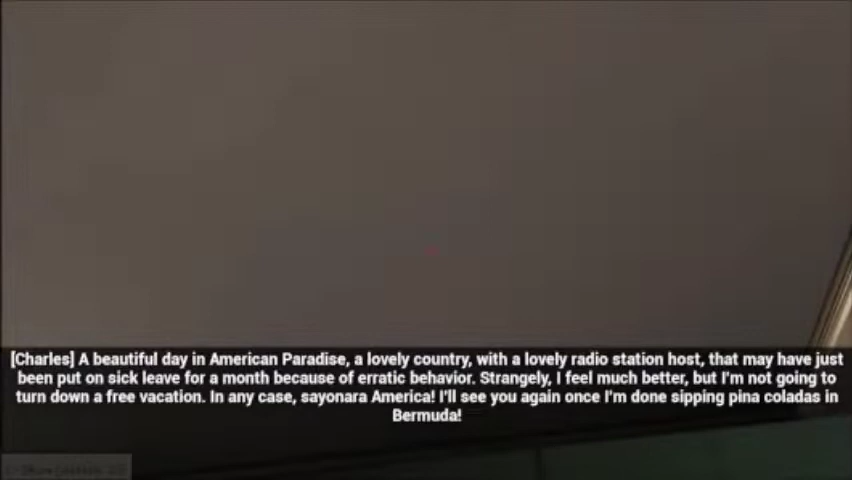 [Charles] A beautiful day in American Paradise, a lovely country, with a lovely radio station host, that may have just
been put on sick leave for a month because of erratic behavior. Strangely, I feel much better, but I'm not going to
turn down a free vacation. In any case, sayonara America! I'll see you again once I'm done sipping pina coladas in
Bermuda!